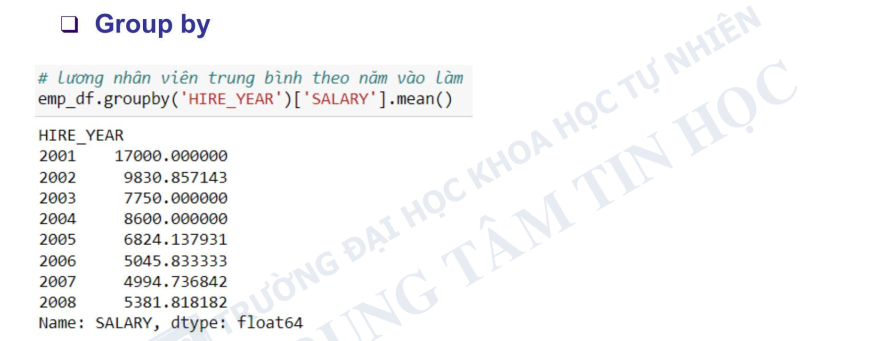 ❑ Group by
# lương nhân viên trung bình theo năm vào làm
emp_df.groupby('HIRE_YEAR')['SALARY'].mean()
HIRE_YEAR
2001 17000.000000
2002 9830.857143
2003 7750.000000
2004 8600.000000
2005 6824.137931
2006 5045.833333
2007 4994.736842
2008 5381.818182
Name: SALARY, dtype: float64
TRƯỜNG ĐẠI HỌC KHOA HỌC TỰ NHIÊN
TRUNG TÂM TIN HỌC